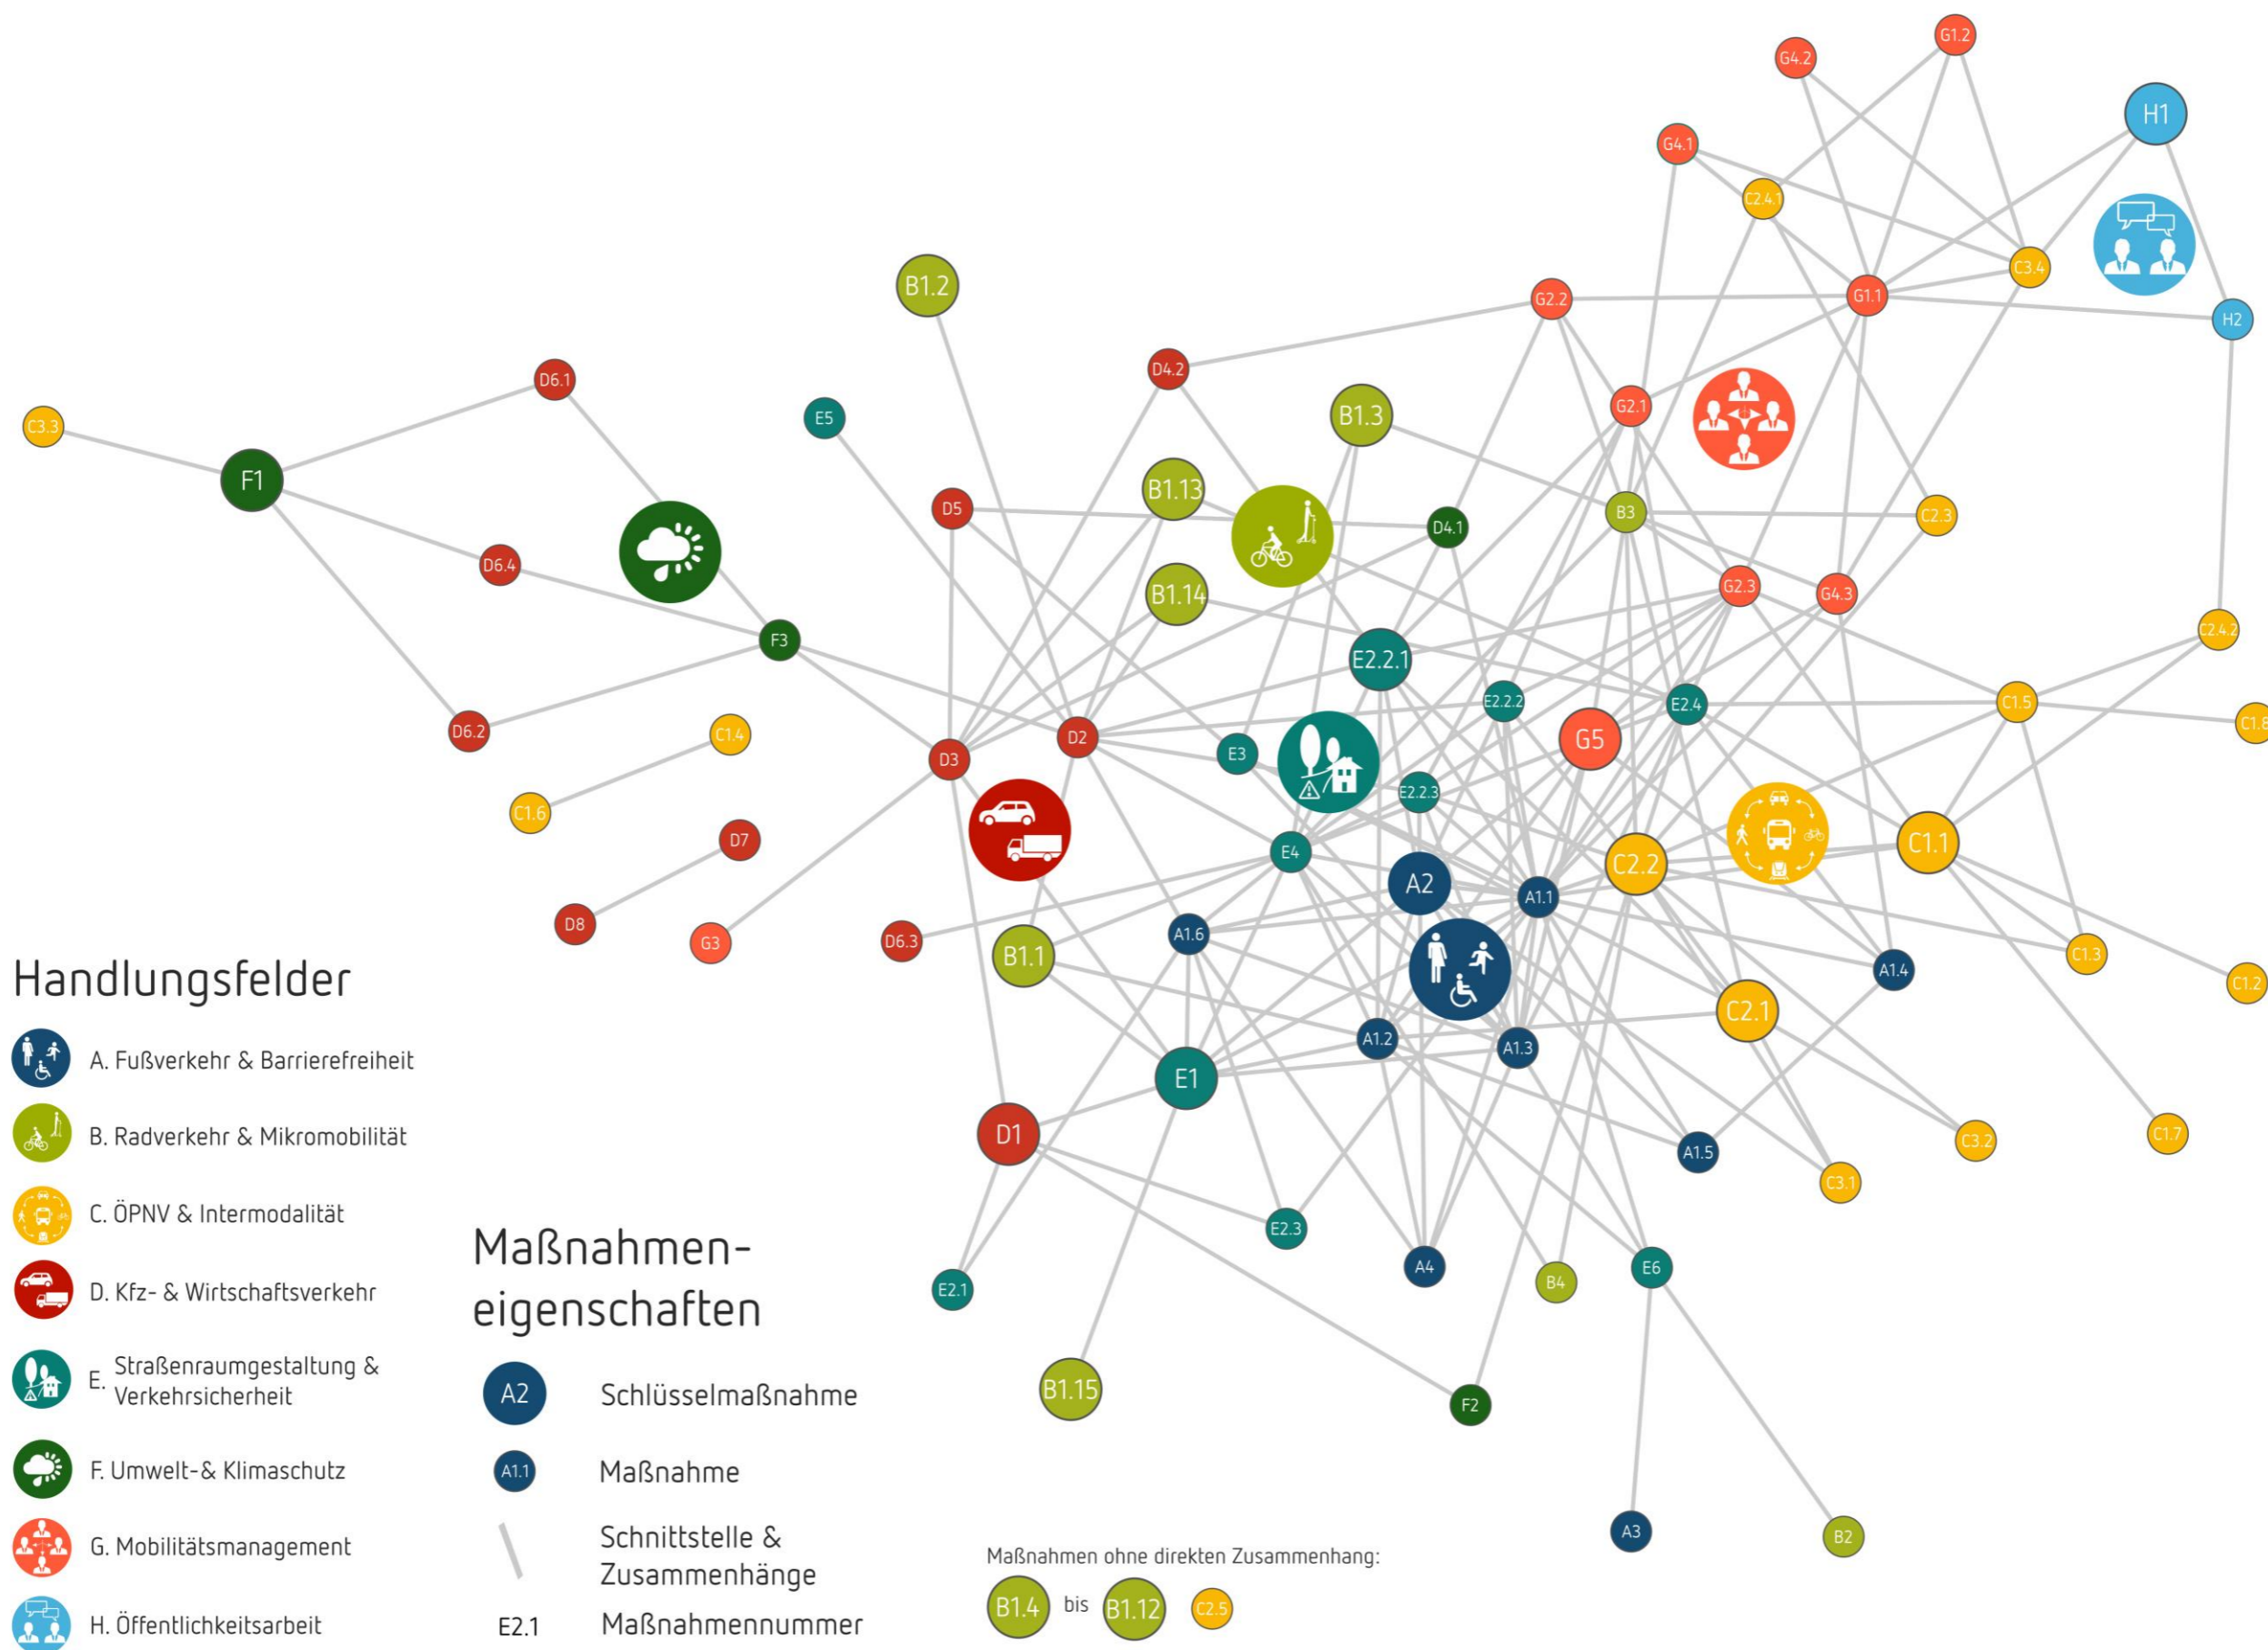 G1.2
G4.2
H1
G4.1
C2.4.1
C3.4
B1.2
G2.2
G1.1
H2
D4.2
D6.1
G2.1
B1.3
E5
C3.3
F1
B1.13
D5
B3
C2.3
D4.1
D6.4
G2.3
G4.3
B1.14
C2.4.2
F3
E2.2.1
E2.2.2
E2.4
C1.5
C1.8
D6.2
C1.4
D2
G5
D3
E3
E2.2.3
C1.6
D7
E4
C1.1
C2.2
A2
A1.1
D8
G3
D6.3
A1.6
B1.1
C1.3
A1.4
C1.2
C2.1
A1.2
A1.3
E1
D1
C1.7
C3.2
A1.5
C3.1
E2.3
A4
E6
B4
E2.1
B1.15
F2
A3
B2
Handlungsfelder
A. Fußverkehr & Barrierefreiheit
B. Radverkehr & Mikromobilität
C. ÖPNV & Intermodalität
D. Kfz- & Wirtschaftsverkehr
E. Straßenraumgestaltung &
Verkehrsicherheit
F. Umwelt-& Klimaschutz
G. Mobilitätsmanagement
H. Öffentlichkeitsarbeit
Maßnahmen-
eigenschaften
A2 Schlüsselmaßnahme
A1.1 Maßnahme
Schnittstelle &
Zusammenhänge
E2.1 Maßnahmennummer
Maßnahmen ohne direkten Zusammenhang:
B1.4 bis B1.12 C2.5